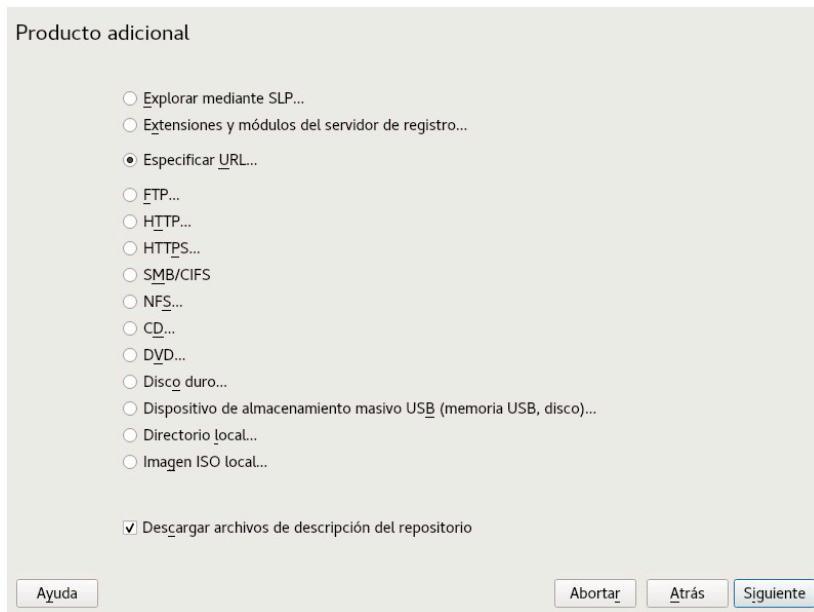 Producto adicional
Explorar mediante SLP...
Extensiones y módulos del servidor de registro...
Especificar URL...
FTP...
HTTP...
HTTPS...
SMB/CIFS
NFS...
CD...
DVD...
Disco duro...
Dispositivo de almacenamiento masivo USB (memoria USB, disco)...
Directorio local...
Imagen ISO local...
Descargar archivos de descripción del repositorio
Ayuda Abortar Atrás Siguiente